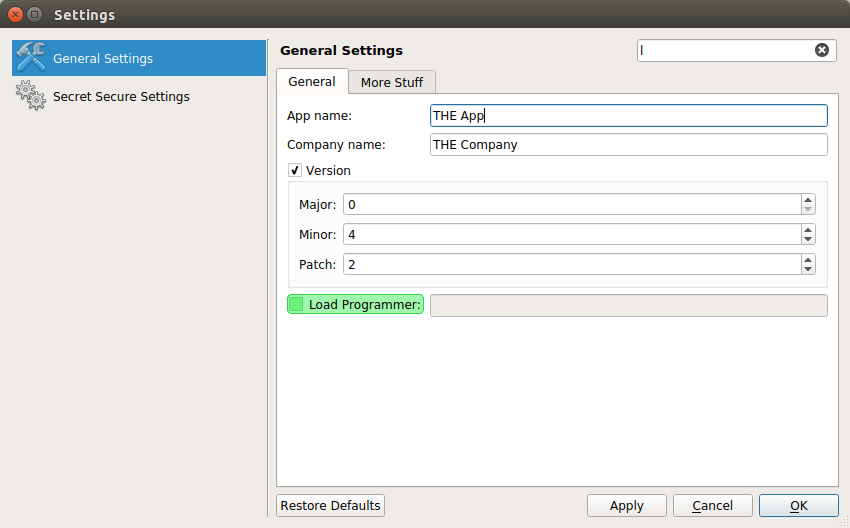 Settings
General Settings
Secret Secure Settings
General Settings
l
General
More Stuff
App name:
THE App
Company name:
THE Company
Version
Major:
0
Minor:
4
Patch:
2
Load Programmer:
Restore Defaults
Apply
Cancel
OK